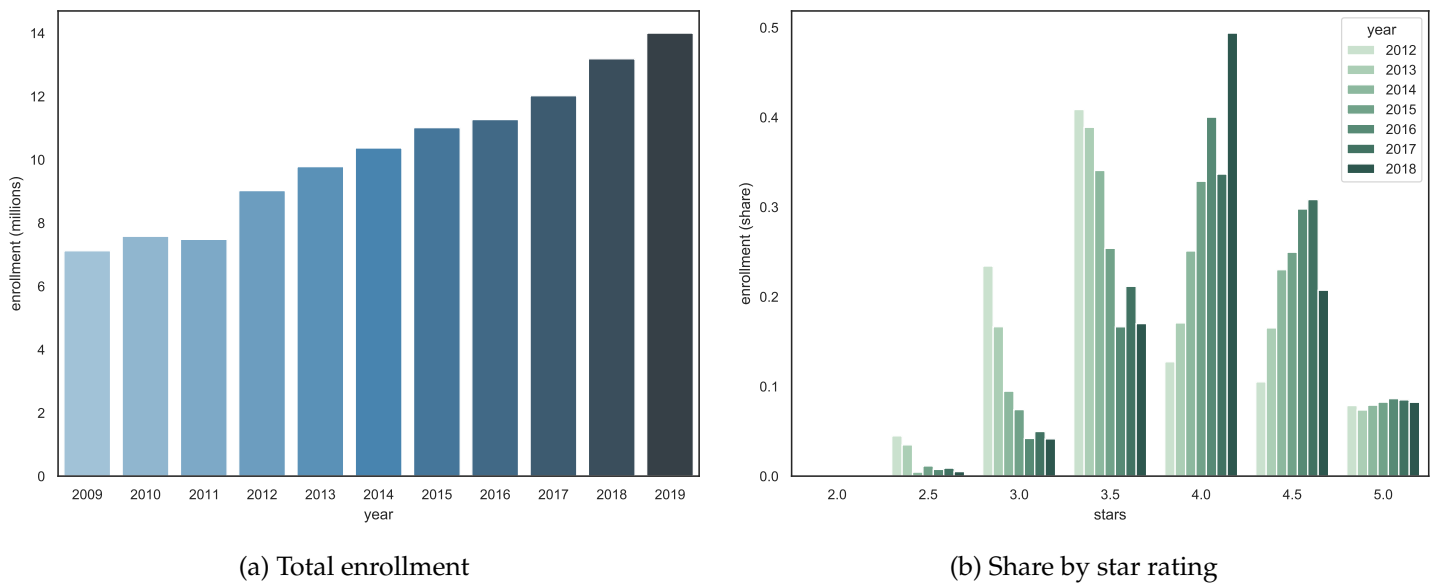 14
12
10
8
6
4
2
0
enrollment (millions)
2009 2010 2011 2012 2013 2014 2015 2016 2017 2018 2019
year
(a) Total enrollment
0.5
0.4
0.3
0.2
0.1
0.0
enrollment (share)
year
2012
2013
2014
2015
2016
2017
2018
2.0 2.5 3.0 3.5 4.0 4.5 5.0
stars
(b) Share by star rating